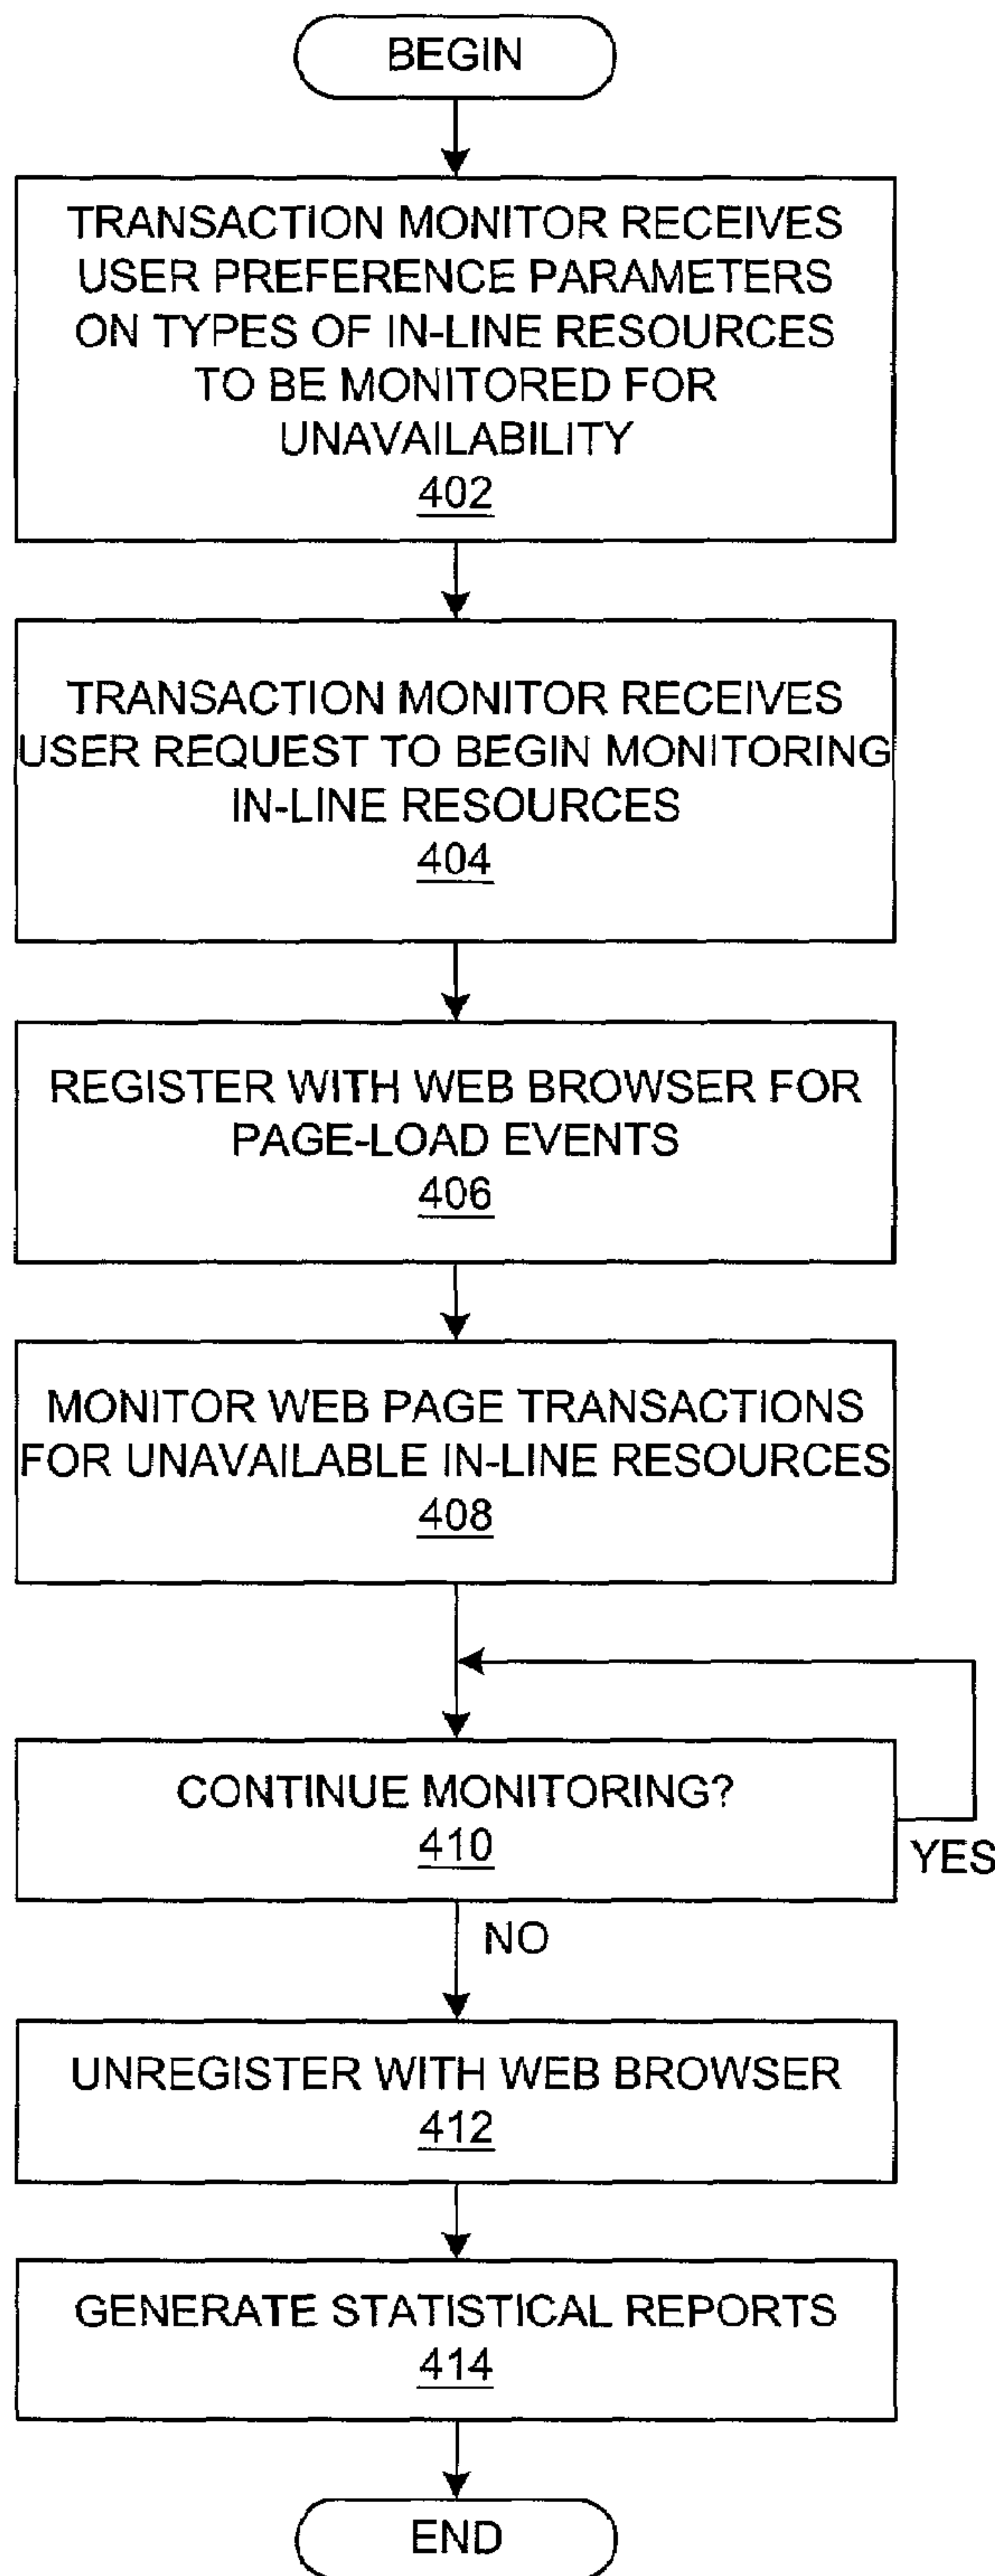 BEGIN
TRANSACTION MONITOR RECEIVES
USER PREFERENCE PARAMETERS
ON TYPES OF IN-LINE RESOURCES
TO BE MONITORED FOR
UNAVAILABILITY
402
TRANSACTION MONITOR RECEIVES
USER REQUEST TO BEGIN MONITORING
IN-LINE RESOURCES
404
REGISTER WITH WEB BROWSER FOR
PAGE-LOAD EVENTS
406
MONITOR WEB PAGE TRANSACTIONS
FOR UNAVAILABLE IN-LINE RESOURCES
408
CONTINUE MONITORING?
410
YES
NO
UNREGISTER WITH WEB BROWSER
412
GENERATE STATISTICAL REPORTS
414
END